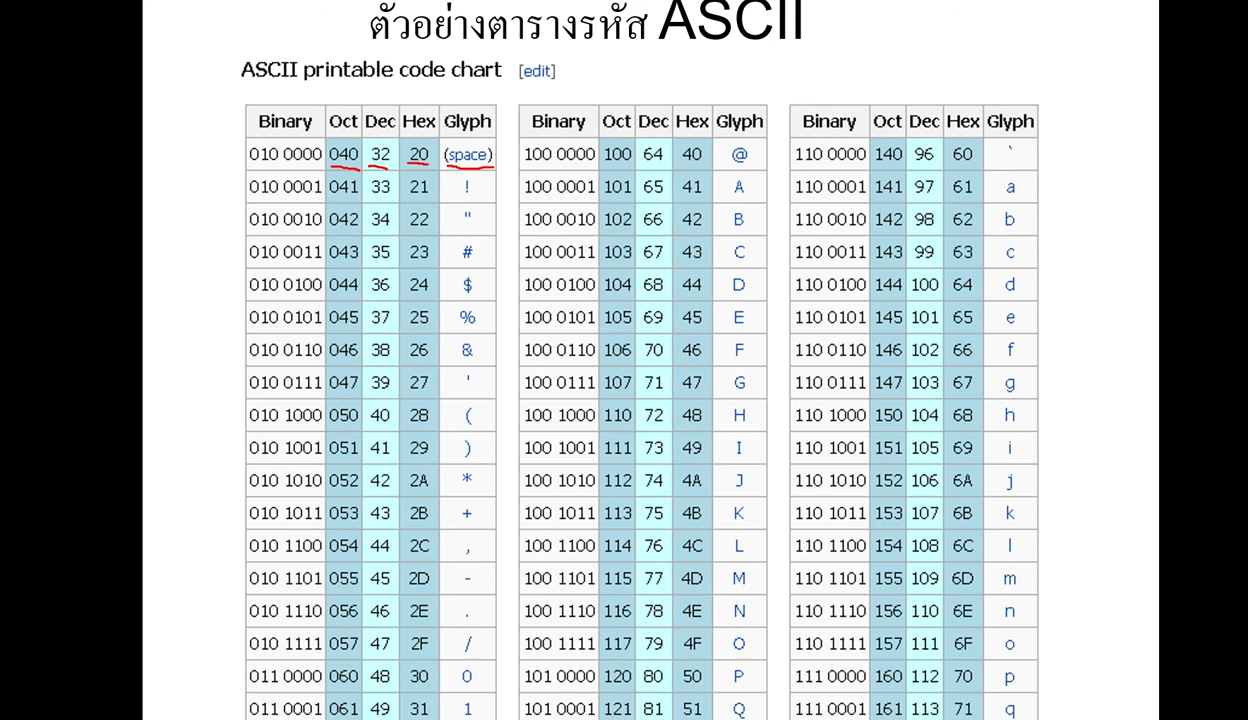 ตัวอย่างตารางรหัส ASCII
ASCII printable code chart [edit]
Binary Oct Dec Hex Glyph Binary Oct Dec Hex Glyph Binary Oct Dec Hex Glyph
010 0000 040 32 20 (space) 100 0000 100 64 40 @ 110 0000 140 96 60 `
010 0001 041 33 21 ! 100 0001 101 65 41 A 110 0001 141 97 61 a
010 0010 042 34 22 " 100 0010 102 66 42 B 110 0010 142 98 62 b
010 0011 043 35 23 # 100 0011 103 67 43 C 110 0011 143 99 63 c
010 0100 044 36 24 $ 100 0100 104 68 44 D 110 0100 144 100 64 d
010 0101 045 37 25 % 100 0101 105 69 45 E 110 0101 145 101 65 e
010 0110 046 38 26 & 100 0110 106 70 46 F 110 0110 146 102 66 f
010 0111 047 39 27 ' 100 0111 107 71 47 G 110 0111 147 103 67 g
010 1000 050 40 28 ( 100 1000 110 72 48 H 110 1000 150 104 68 h
010 1001 051 41 29 ) 100 1001 111 73 49 I 110 1001 151 105 69 i
010 1010 052 42 2A * 100 1010 112 74 4A J 110 1010 152 106 6A j
010 1011 053 43 2B + 100 1011 113 75 4B K 110 1011 153 107 6B k
010 1100 054 44 2C , 100 1100 114 76 4C L 110 1100 154 108 6C l
010 1101 055 45 2D - 100 1101 115 77 4D M 110 1101 155 109 6D m
010 1110 056 46 2E . 100 1110 116 78 4E N 110 1110 156 110 6E n
010 1111 057 47 2F / 100 1111 117 79 4F O 110 1111 157 111 6F o
011 0000 060 48 30 0 101 0000 120 80 50 P 111 0000 160 112 70 p
011 0001 061 49 31 1 101 0001 121 81 51 Q 111 0001 161 113 71 q